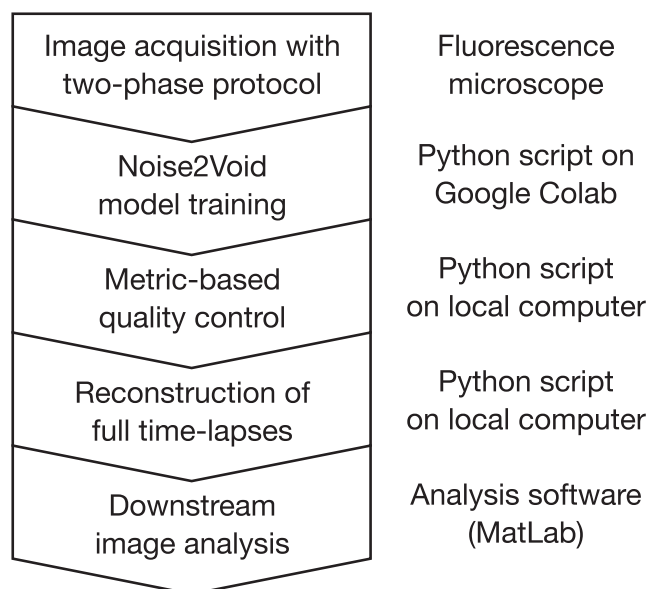 Image acquisition with
two-phase protocol
Fluorescence
microscope
Noise2Void
model training
Python script on
Google Colab
Metric-based
quality control
Python script
on local computer
Reconstruction of
full time-lapses
Python script
on local computer
Downstream
image analysis
Analysis software
(MatLab)